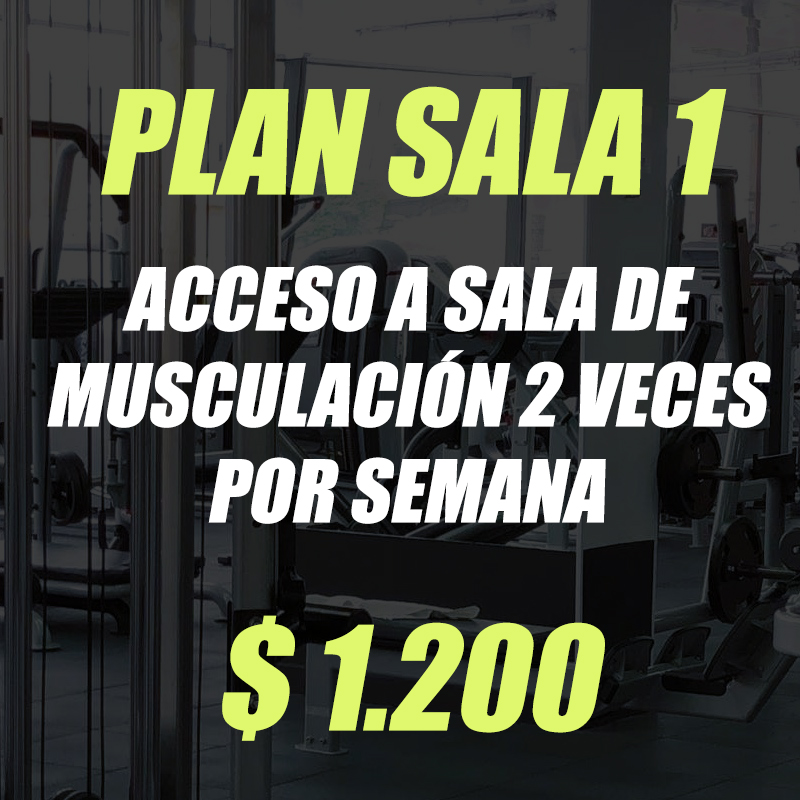 PLAN SALA 1
ACCESO A SALA DE
MUSCULACIÓN 2 VECES
POR SEMANA
$ 1.200